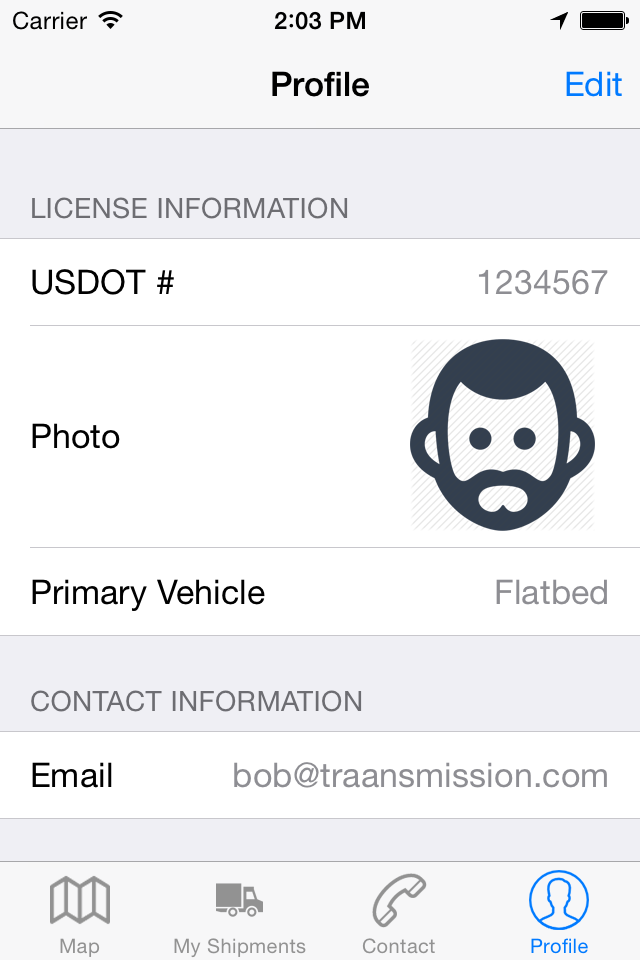 Carrier 2:03 PM
Profile Edit
LICENSE INFORMATION
USDOT # 1234567
Photo
Primary Vehicle Flatbed
CONTACT INFORMATION
Email bob@traansmission.com
Map My Shipments Contact Profile